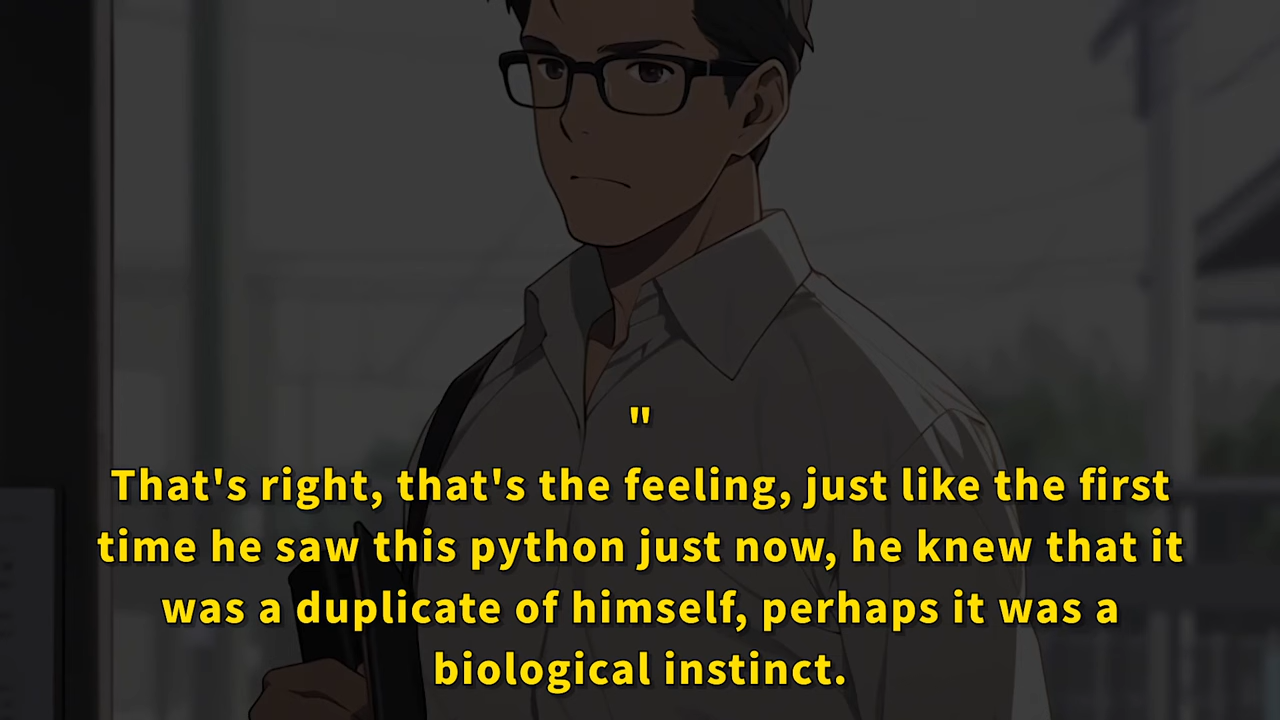 "
That's right, that's the feeling, just like the first
time he saw this python just now, he knew that it
was a duplicate of himself, perhaps it was a
biological instinct.